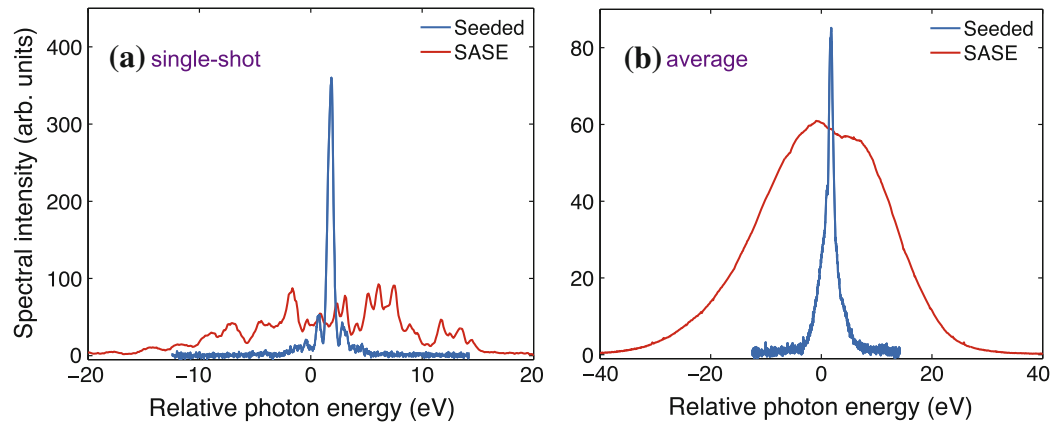 (a) single-shot
Seeded
SASE
Spectral intensity (arb. units)
400
300
200
100
0
−20
−10
0
10
20
Relative photon energy (eV)
(b) average
Seeded
SASE
80
60
40
20
0
−40
−20
0
20
40
Relative photon energy (eV)